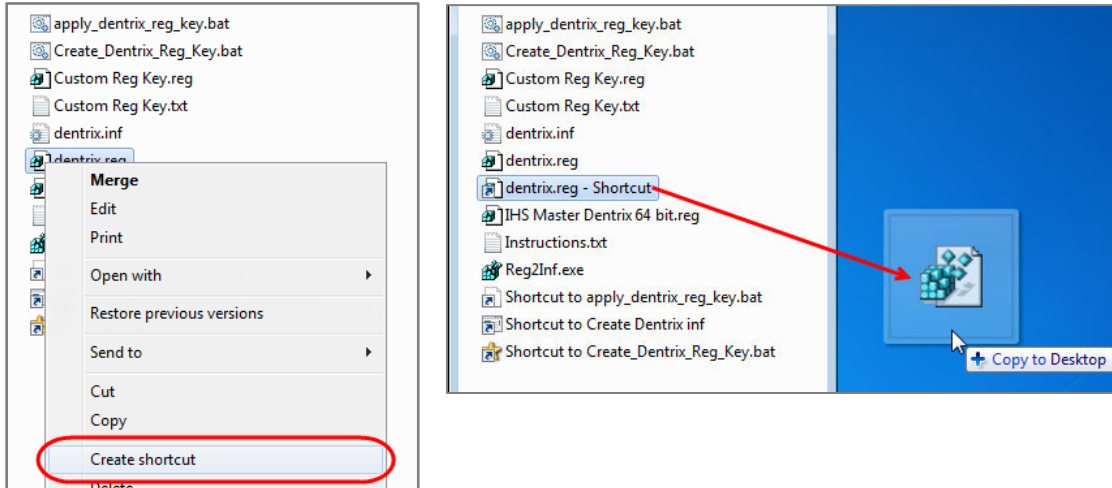 apply_dentrix_reg_key.bat
Create_Dentrix_Reg_Key.bat
Custom Reg Key.reg
Custom Reg Key.txt
dentrix.inf
dentrix.reg
Merge
Edit
Print
Open with
Restore previous versions
Send to
Cut
Copy
Create shortcut
Delete
apply_dentrix_reg_key.bat
Create_Dentrix_Reg_Key.bat
Custom Reg Key.reg
Custom Reg Key.txt
dentrix.inf
dentrix.reg
dentrix.reg - Shortcut
IHS Master Dentrix 64 bit.reg
Instructions.txt
Reg2Inf.exe
Shortcut to apply_dentrix_reg_key.bat
Shortcut to Create Dentrix inf
Shortcut to Create_Dentrix_Reg_Key.bat
Copy to Desktop